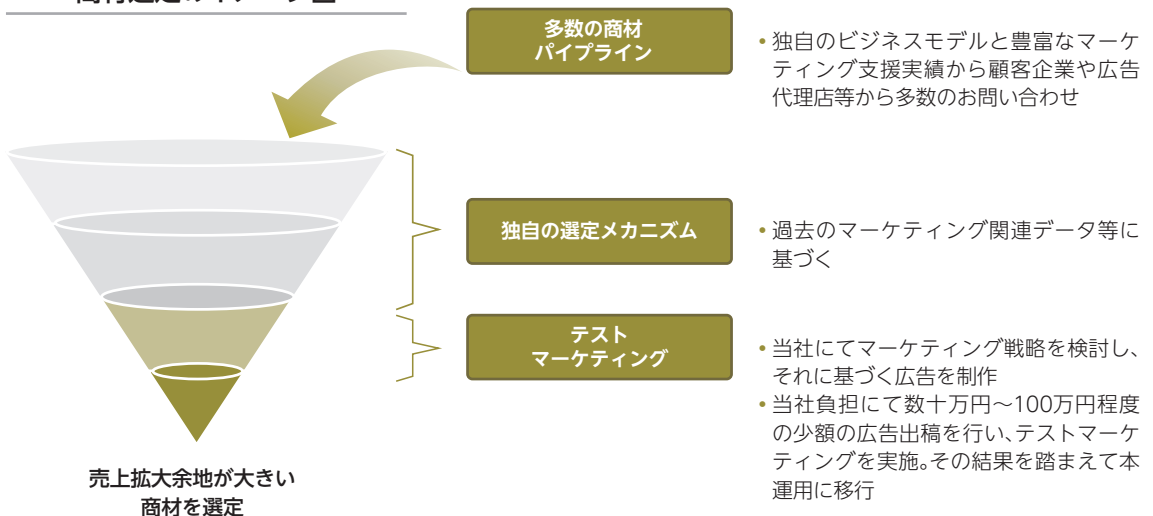 多数の商材
パイプライン
•独自のビジネスモデルと豊富なマーケ
ティング支援実績から顧客企業や広告
代理店等から多数のお問い合わせ
独自の選定メカニズム
•過去のマーケティング関連データ等に
基づく
テスト
マーケティング
•当社にてマーケティング戦略を検討し、
それに基づく広告を制作
•当社負担にて数十万円～100万円程度
の少額の広告出稿を行い、テストマーケ
ティングを実施。その結果を踏まえて本
運用に移行
売上拡大余地が大きい
商材を選定